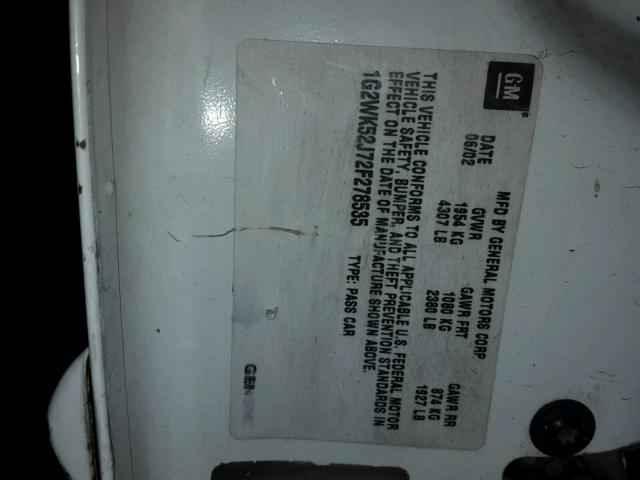 GM
MFD BY GENERAL MOTORS CORP
DATE GVWR GAWR FRT GAWR RR
06/02 1954 KG 1080 KG 874 KG
4307 LB 2380 LB 1927 LB
THIS VEHICLE CONFORMS TO ALL APPLICABLE U.S. FEDERAL MOTOR
VEHICLE SAFETY, BUMPER, AND THEFT PREVENTION STANDARDS IN
EFFECT ON THE DATE OF MANUFACTURE SHOWN ABOVE.
1G2WK52J72F278535 TYPE: PASS CAR